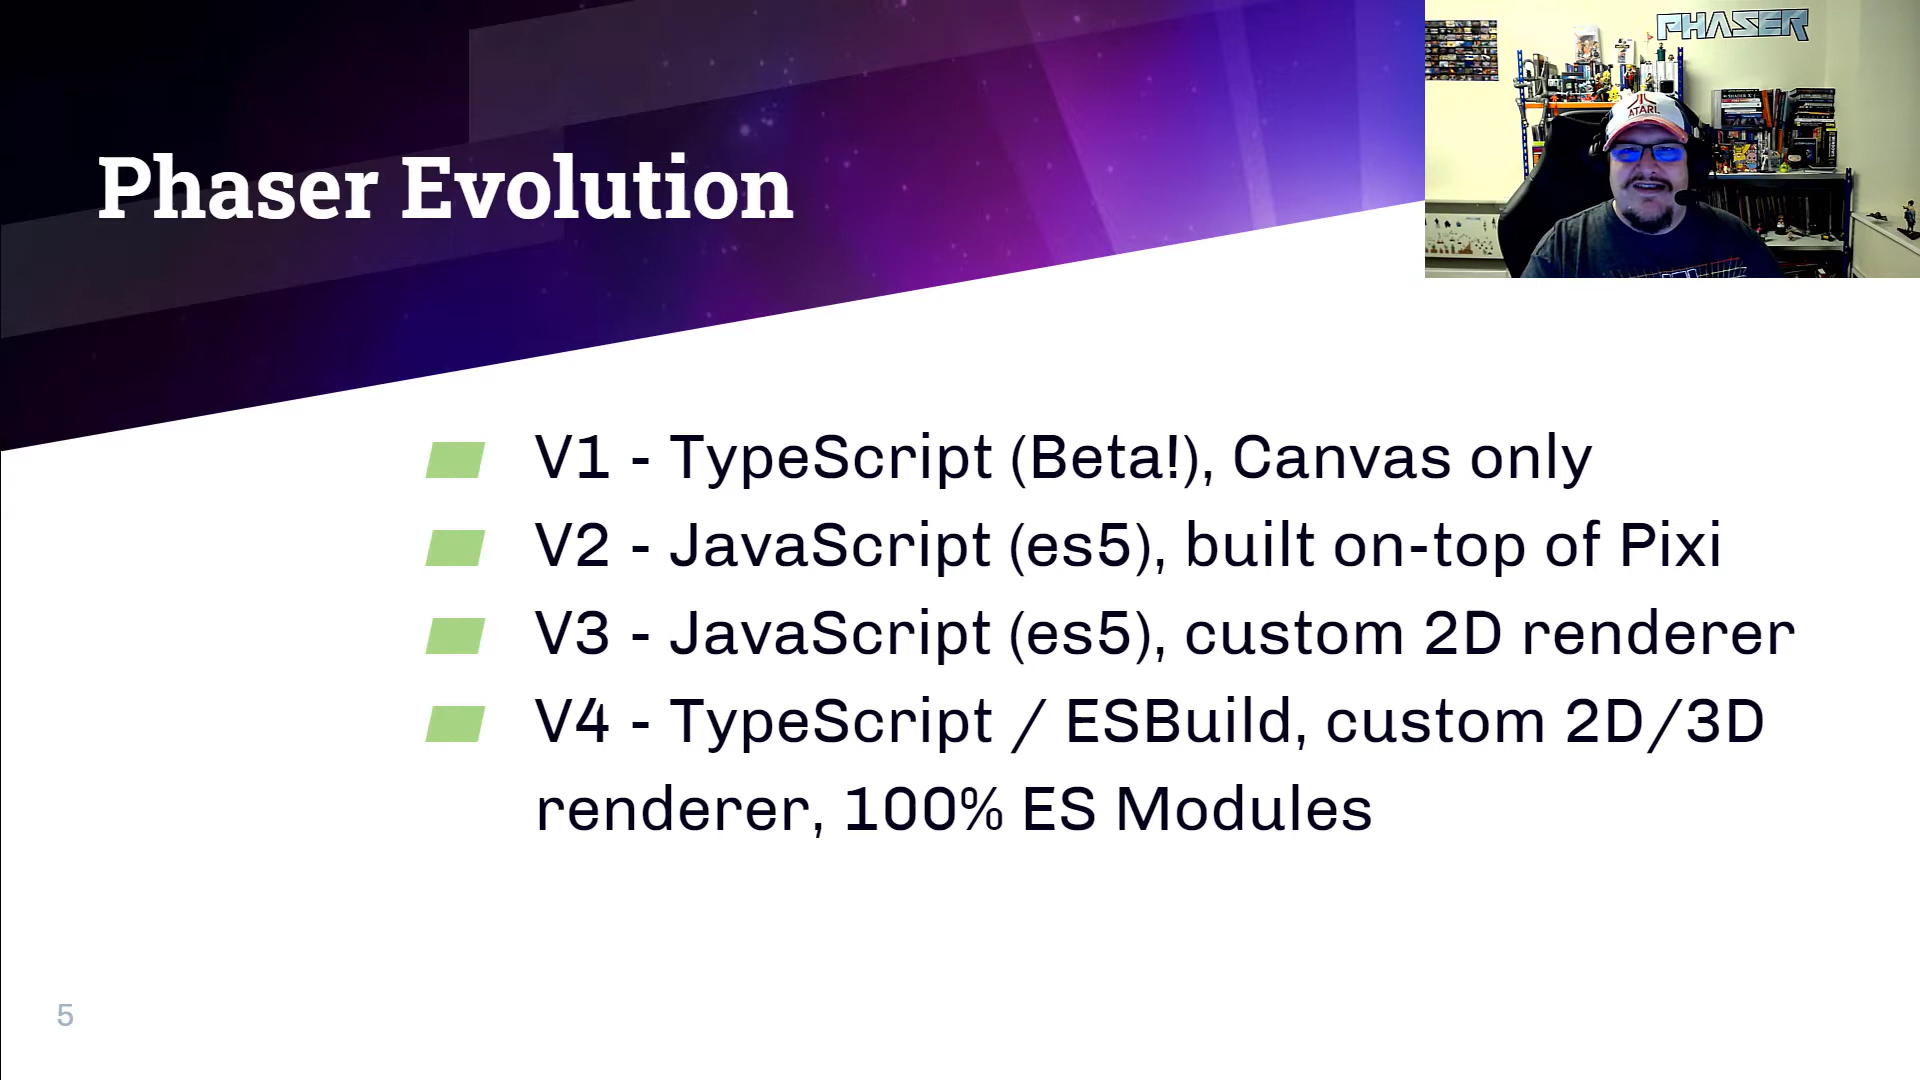 PHASER
ATARI
Phaser Evolution
V1 - TypeScript (Beta!), Canvas only
V2 - JavaScript (es5), built on-top of Pixi
V3 - JavaScript (es5), custom 2D renderer
V4 - TypeScript / ESBuild, custom 2D/3D
renderer, 100% ES Modules
5